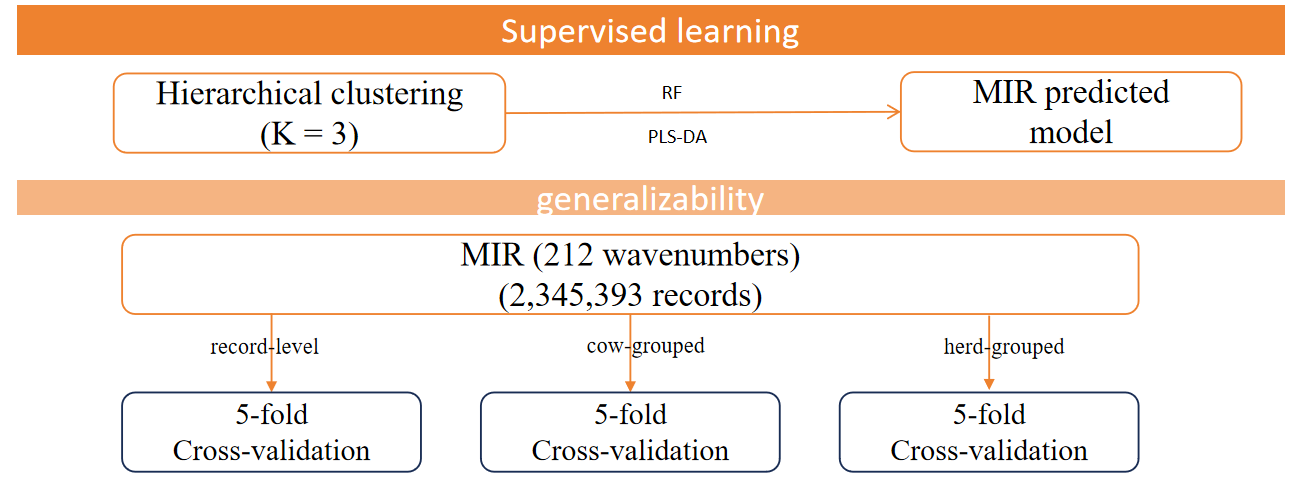 Supervised learning
Hierarchical clustering
(K = 3)
RF
PLS-DA
MIR predicted
model
generalizability
MIR (212 wavenumbers)
(2,345,393 records)
record-level
cow-grouped
herd-grouped
5-fold
Cross-validation
5-fold
Cross-validation
5-fold
Cross-validation